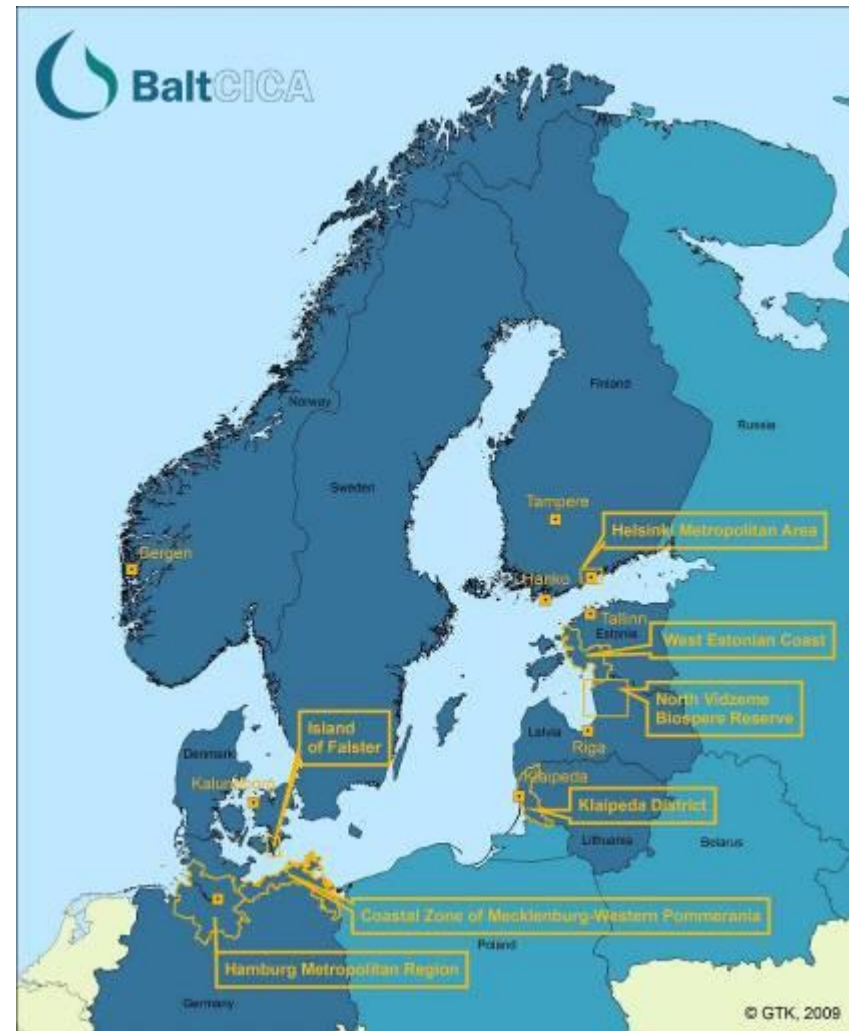 BaltCICA
Norway
Finland
Russia
Sweden
Tampere
Helsinki Metropolitan Area
Bergen
Hanko
Tallinn
Estonia
West Estonian Coast
North Vidzeme
Biospere Reserve
Island
of Falster
Latvia
Riga
Denmark
Kalundborg
Klaipeda
Klaipeda District
Lithuania
Belarus
Coastal Zone of Mecklenburg-Western Pommerania
Poland
Hamburg Metropolitan Region
Germany
© GTK, 2009